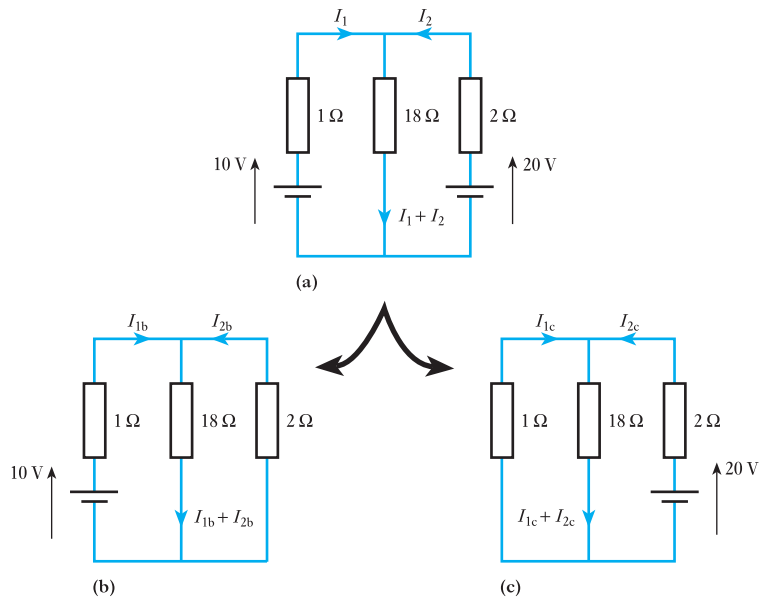 I1 I2
1 Ω 18 Ω 2 Ω
10 V 20 V
I1 + I2
(a)
I1b I2b
1 Ω 18 Ω 2 Ω
10 V
I1b + I2b
(b)
I1c I2c
1 Ω 18 Ω 2 Ω
20 V
I1c + I2c
(c)